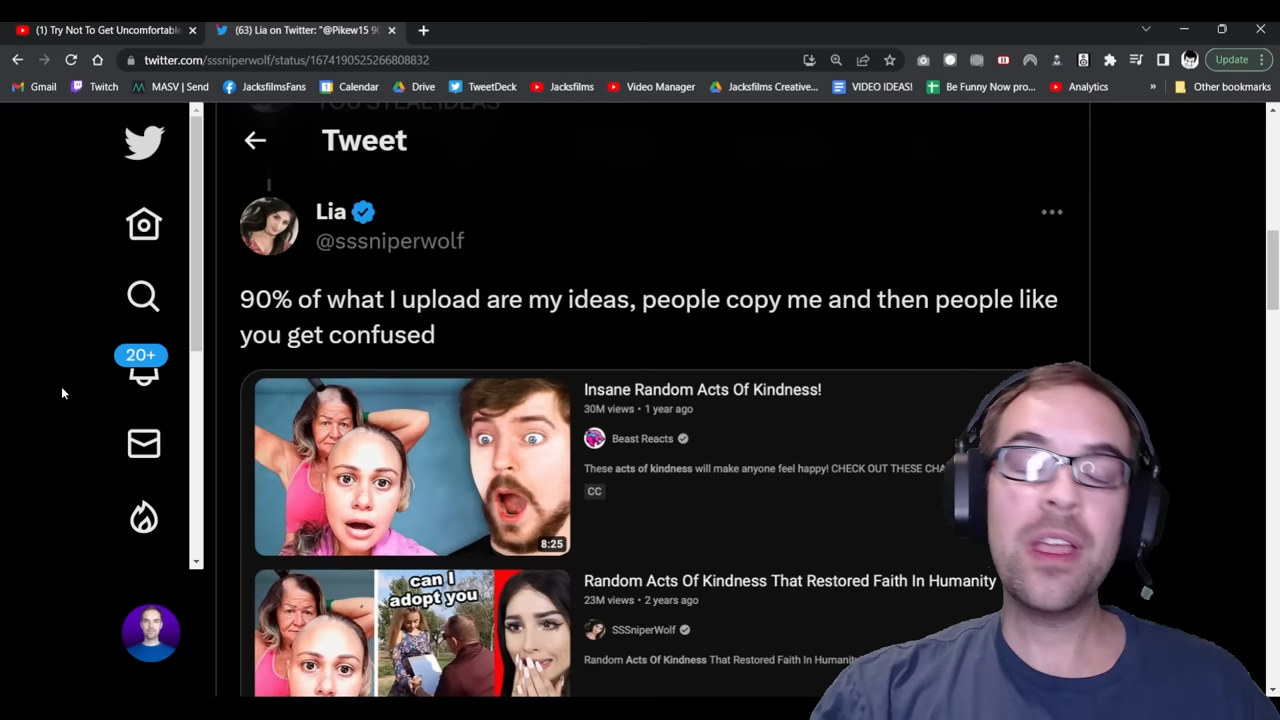 (1) Try Not To Get Uncomfortabl
(63) Lia on Twitter: "@Pikew15 90
twitter.com/sssniperwolf/status/1674190525266808832
Update
Gmail
Twitch
MASV | Send
JacksfilmsFans
Calendar
Drive
TweetDeck
Jacksfilms
Video Manager
Jacksfilms Creative...
VIDEO IDEAS!
Be Funny Now pro...
Analytics
»
Other bookmarks
YOU STEAL IDEAS
Tweet
Lia
@sssniperwolf
90% of what I upload are my ideas, people copy me and then people like
you get confused
20+
Insane Random Acts Of Kindness!
30M views • 1 year ago
Beast Reacts
These acts of kindness will make anyone feel happy! CHECK OUT THESE CHA
CC
8:25
can I
adopt you
Random Acts Of Kindness That Restored Faith In Humanity
23M views • 2 years ago
SSSniperWolf
Random Acts Of Kindness That Restored Faith In Humanity